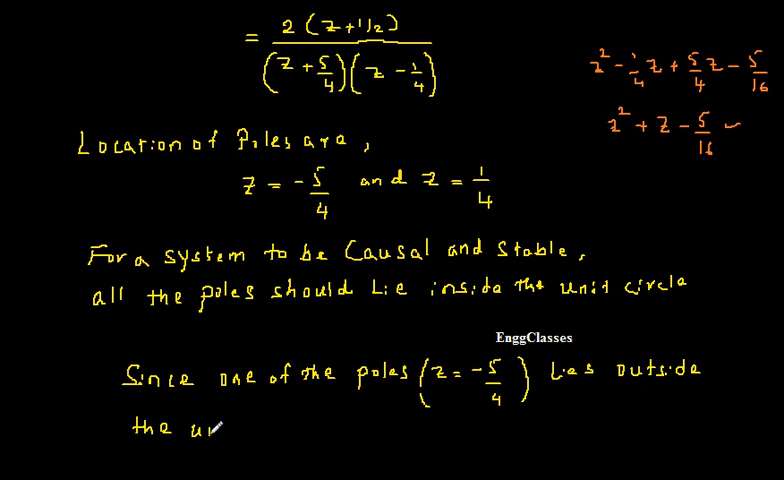 = 2 (z + 1/2) / (z + 5/4) (z - 1/4)
z² - 1/4 z + 5/4 z - 5/16
z² + z - 5/16
Location of Poles are,
z = - 5/4 and z = 1/4
For a system to be Causal and Stable,
all the poles should Lie inside the unit circle
EnggClasses
Since one of the poles (z = - 5/4) Lies outside
the un